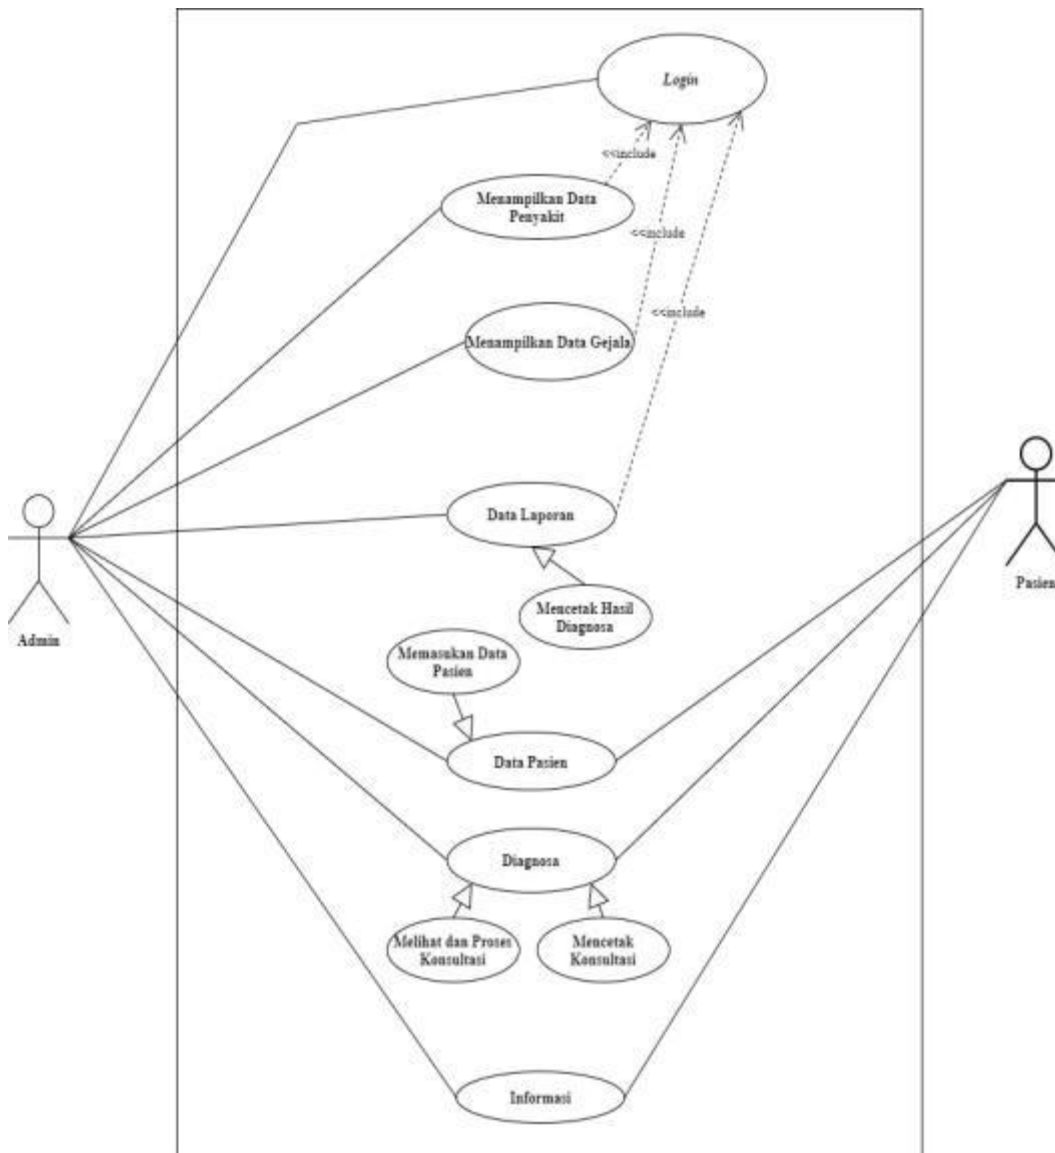 Login
<<include
Menampilkan Data
Penyakit
<<include
<<include
Menampilkan Data Gejala
Data Laporan
Mencetak Hasil
Diagnosa
Admin
Pasien
Memasukan Data
Pasien
Data Pasien
Diagnosa
Melihat dan Proses
Konsultasi
Mencetak
Konsultasi
Informasi